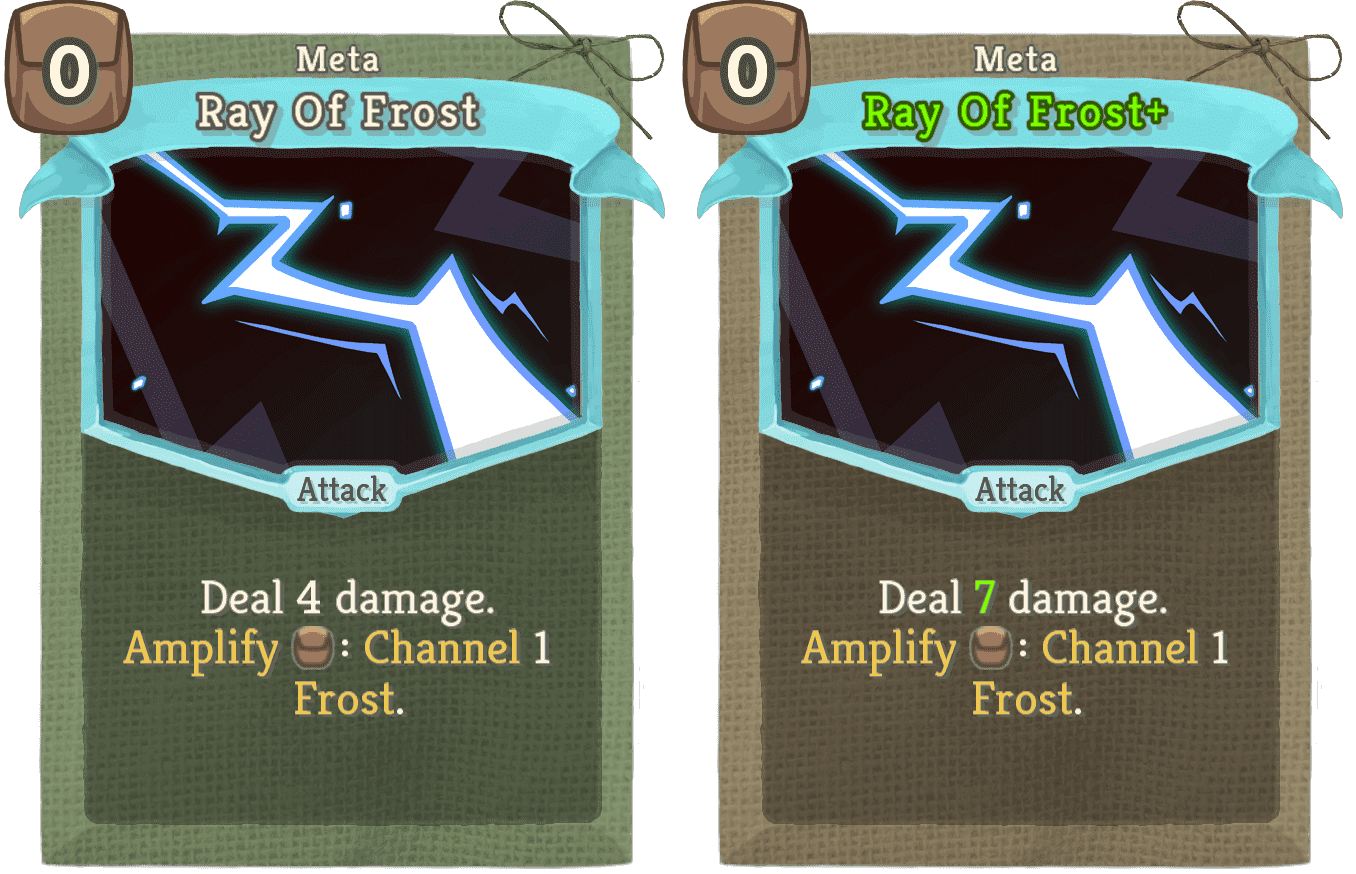 0
Meta
Ray Of Frost
Attack
Deal 4 damage.
Amplify : Channel 1
Frost.
0
Meta
Ray Of Frost+
Attack
Deal 7 damage.
Amplify : Channel 1
Frost.